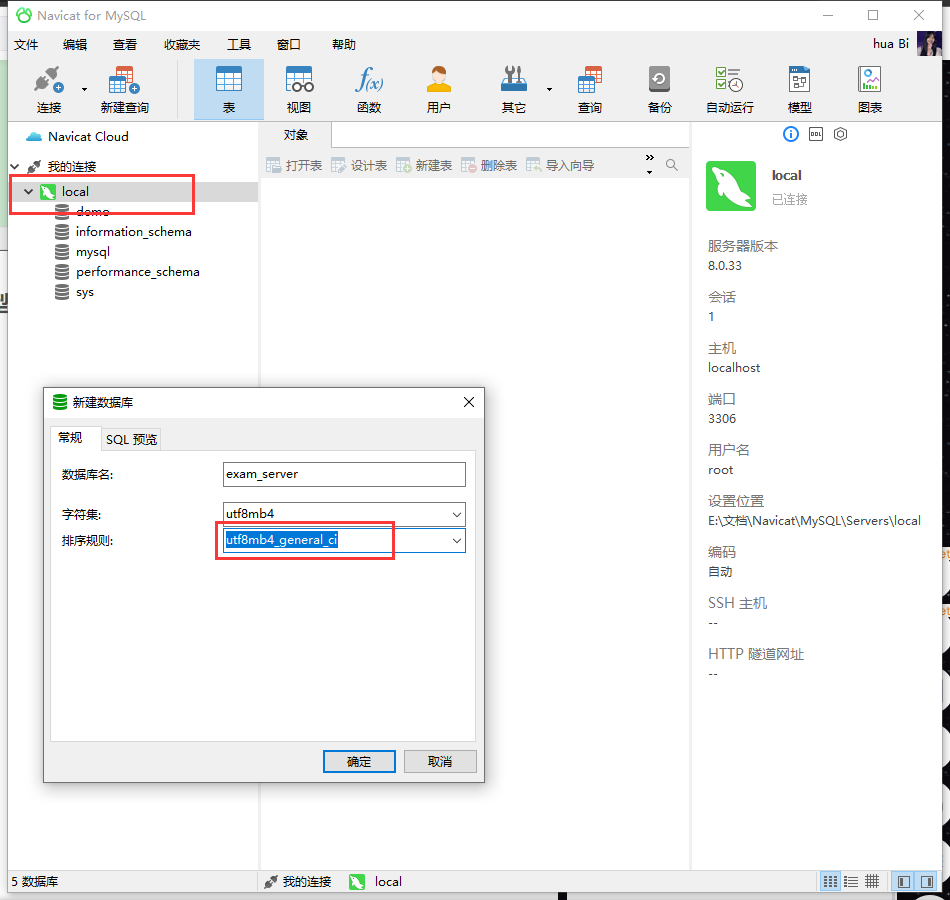 Navicat for MySQL
文件 编辑 查看 收藏夹 工具 窗口 帮助
hua Bi
连接 新建查询 表 视图 函数 用户 其它 查询 备份 自动运行 模型 图表
f(x)
Navicat Cloud
我的连接
local
demo
information_schema
mysql
performance_schema
sys
对象
打开表 设计表 新建表 删除表 导入向导
»
DDL
local
已连接
服务器版本
8.0.33
会话
1
主机
localhost
端口
3306
用户名
root
设置位置
E:\文档\Navicat\MySQL\Servers\local
编码
自动
SSH 主机
--
HTTP 隧道网址
--
新建数据库
常规 SQL 预览
数据库名: exam_server
字符集: utf8mb4
排序规则: utf8mb4_general_ci
确定 取消
5 数据库
我的连接 local